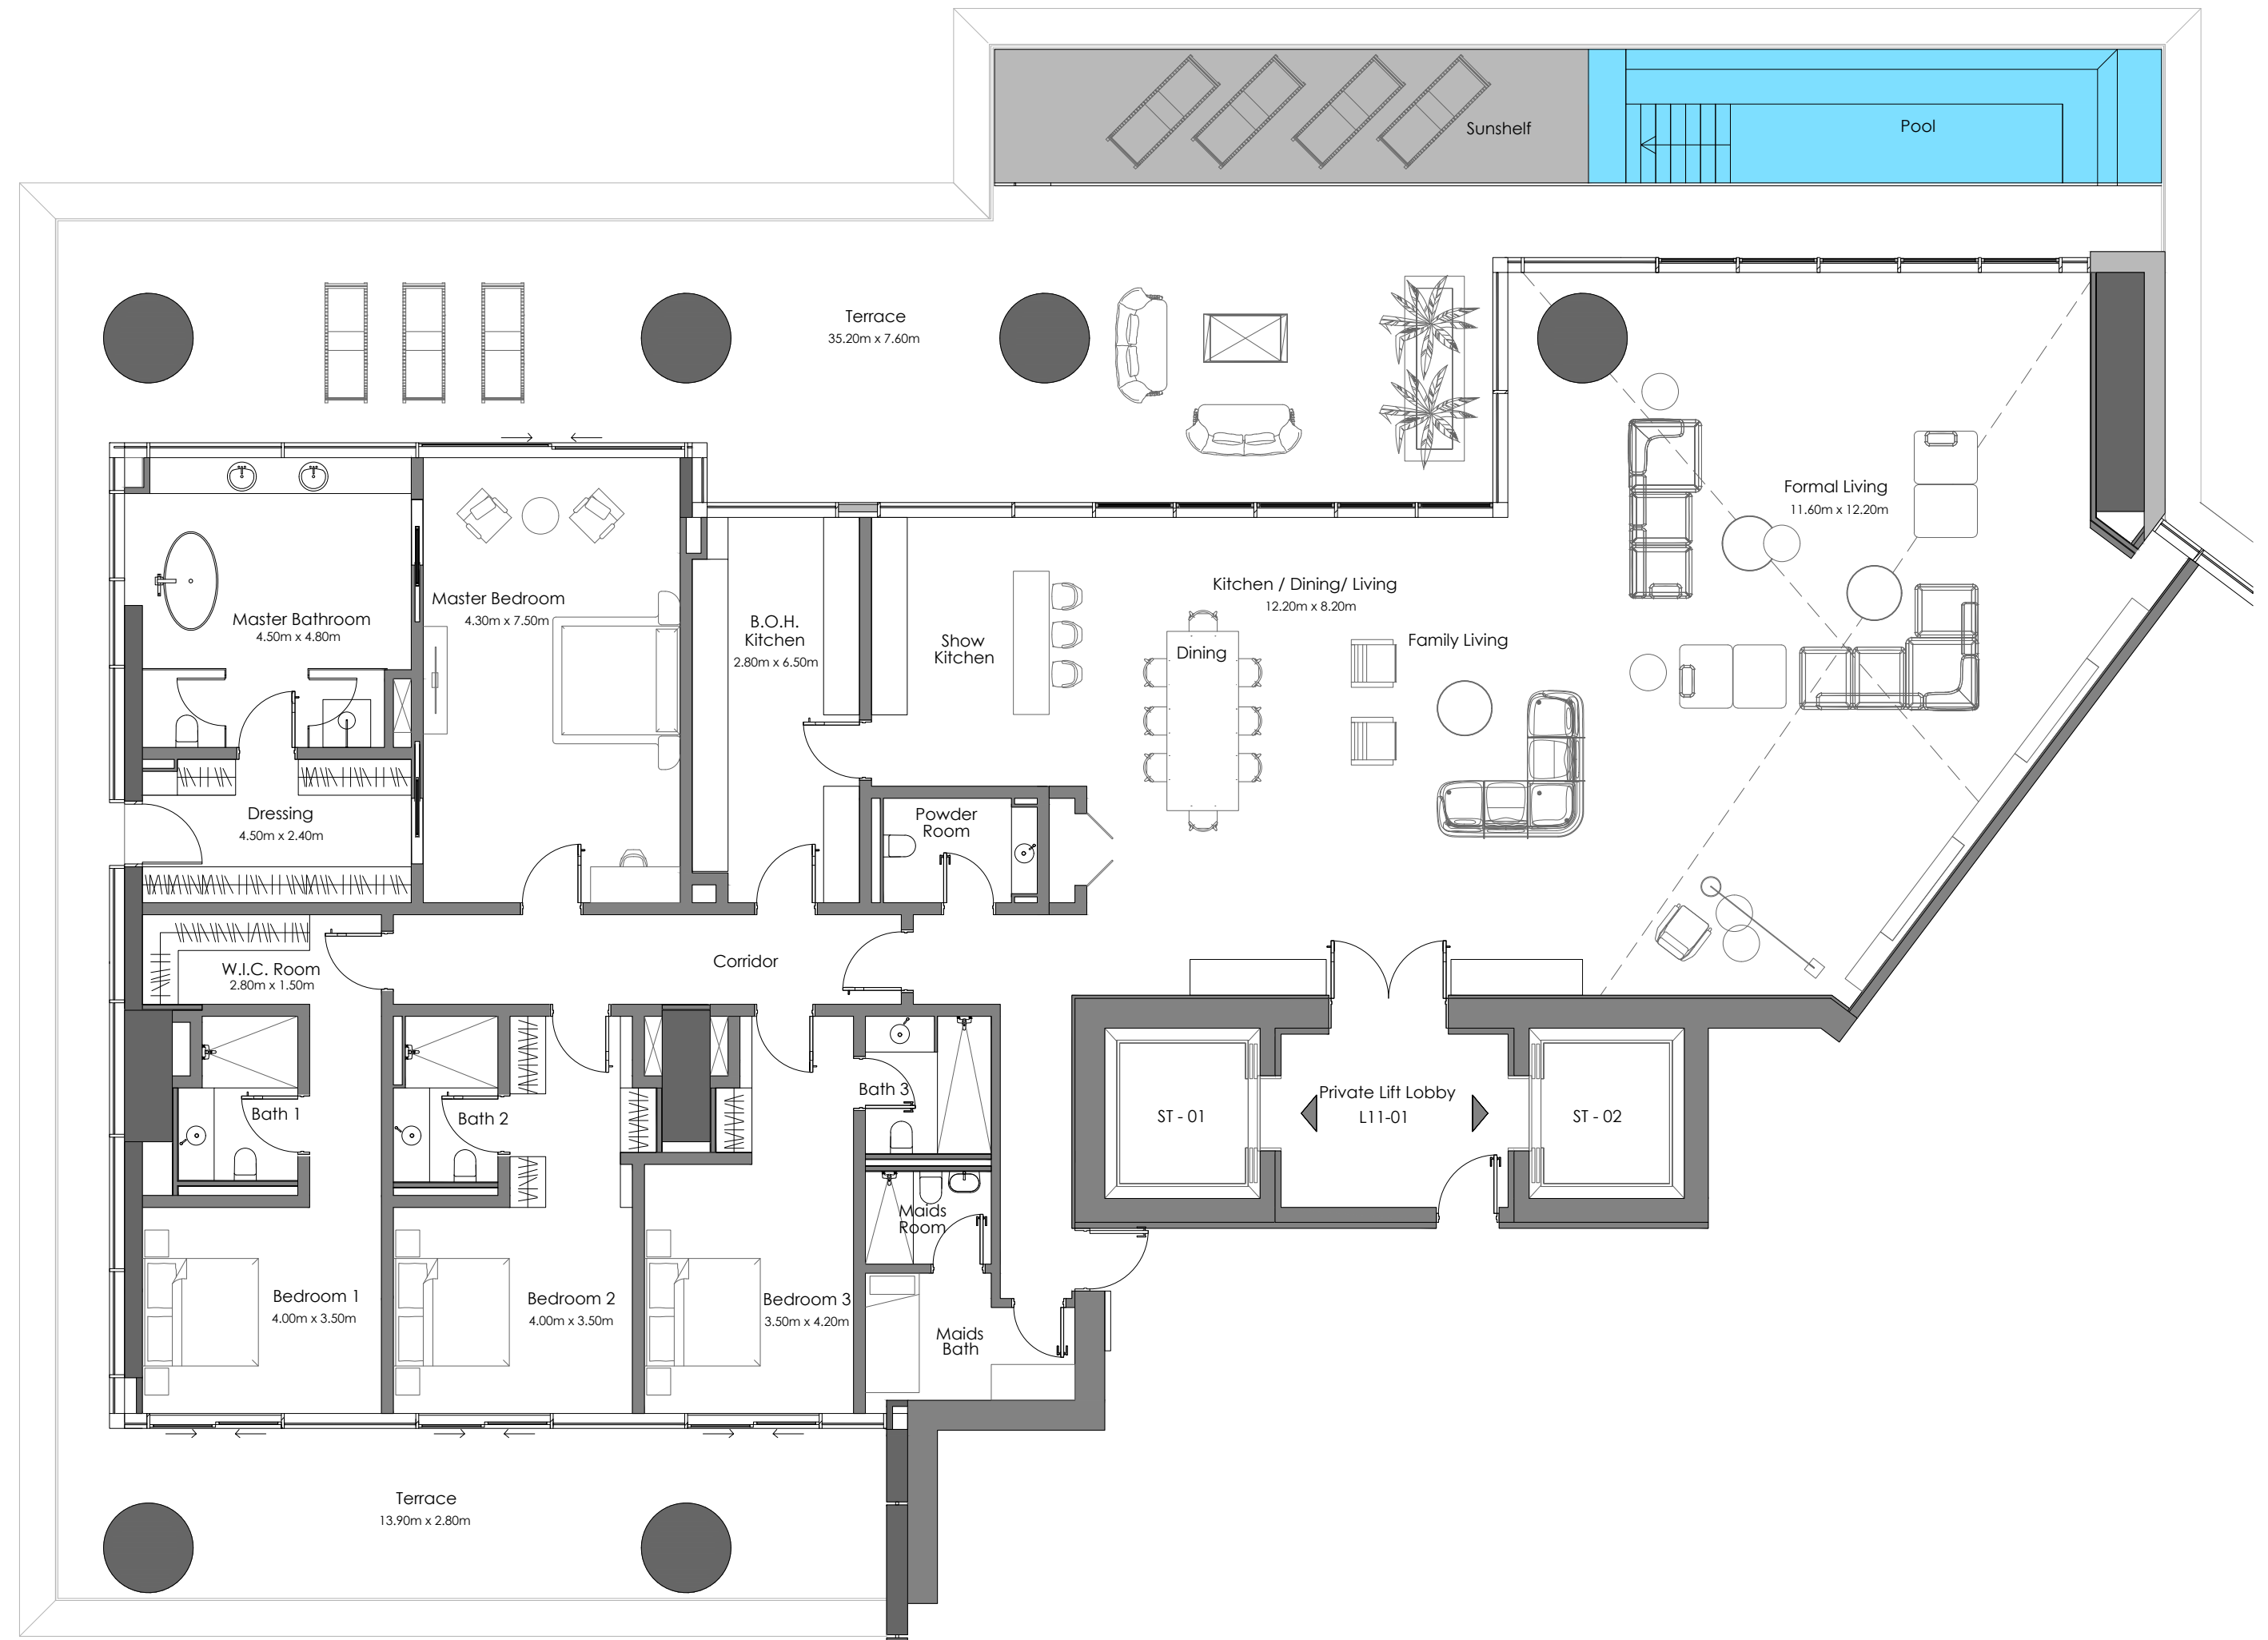 Sunshelf
Pool
Terrace
35.20m x 7.60m
Formal Living
11.60m x 12.20m
Kitchen / Dining/ Living
12.20m x 8.20m
Master Bathroom
4.50m x 4.80m
Master Bedroom
4.30m x 7.50m
B.O.H.
Kitchen
2.80m x 6.50m
Show
Kitchen
Dining
Family Living
Dressing
4.50m x 2.40m
Powder
Room
W.I.C. Room
2.80m x 1.50m
Corridor
Bath 1
Bath 2
Bath 3
Private Lift Lobby
L11-01
ST - 01
ST - 02
Maids
Room
Bedroom 1
4.00m x 3.50m
Bedroom 2
4.00m x 3.50m
Bedroom 3
3.50m x 4.20m
Maids
Bath
Terrace
13.90m x 2.80m